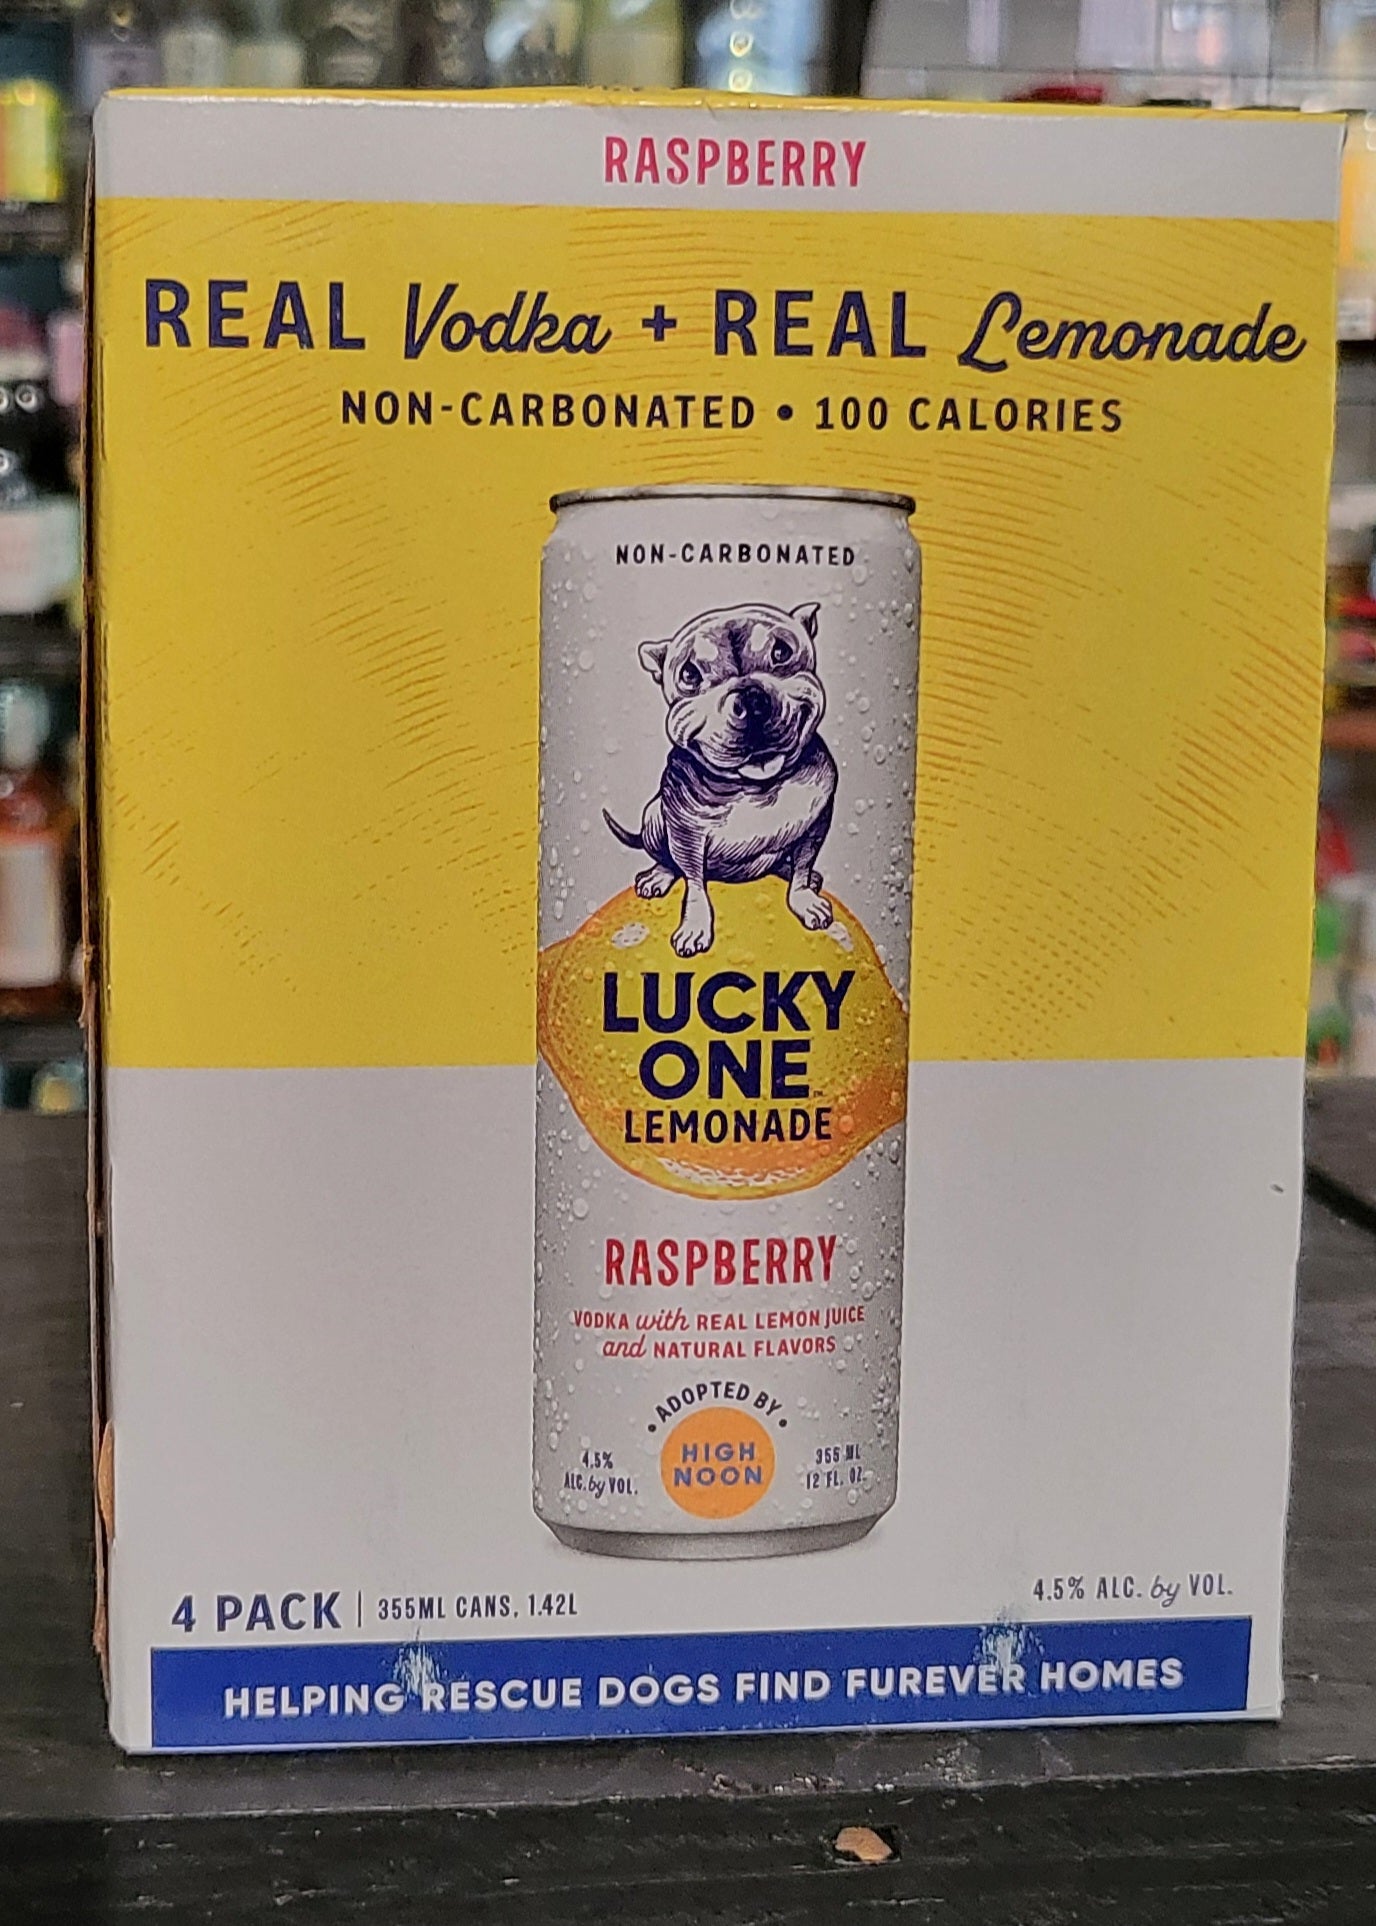 RASPBERRY
REAL Vodka + REAL Lemonade
NON-CARBONATED • 100 CALORIES
NON-CARBONATED
LUCKY
ONE
LEMONADE
RASPBERRY
VODKA with REAL LEMON JUICE
and NATURAL FLAVORS
• ADOPTED BY •
HIGH
NOON
4.5%
ALC. by VOL.
355 ML
12 FL. OZ.
4 PACK | 355ML CANS, 1.42L
4.5% ALC. by VOL.
HELPING RESCUE DOGS FIND FUREVER HOMES